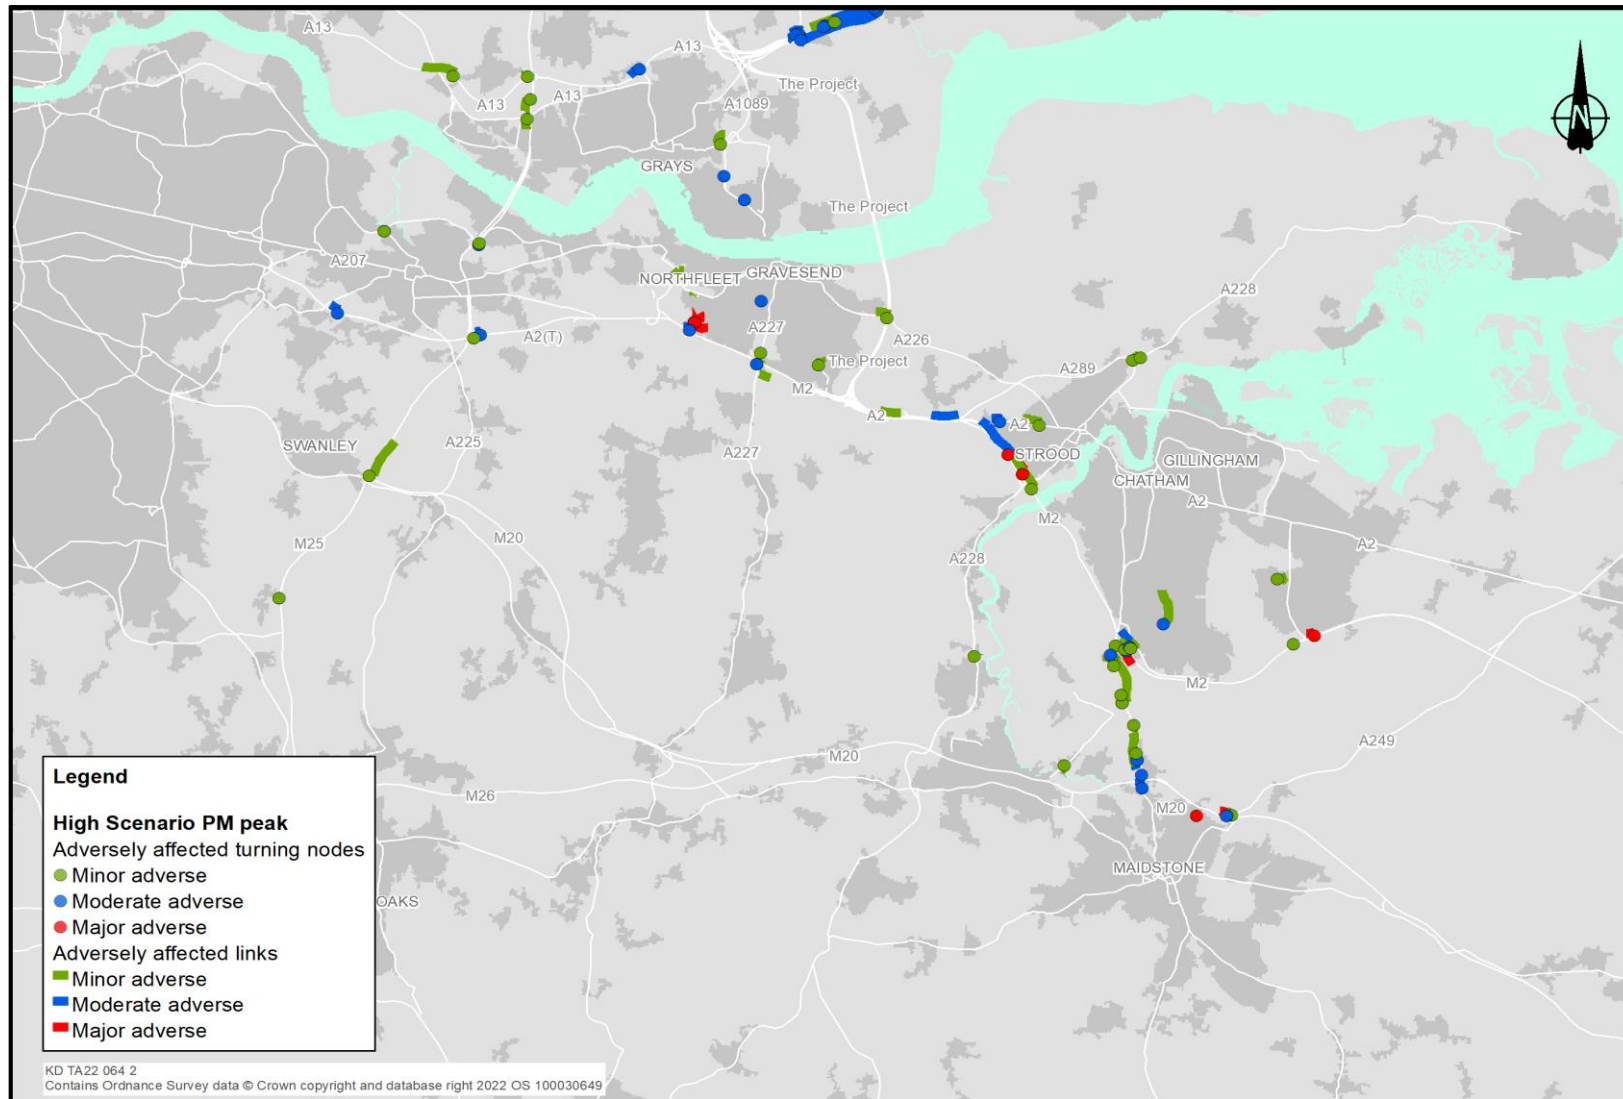 A13
A13
N
The Project
A13
A13
A1089
GRAYS
The Project
A207
NORTHFLEET
GRAVESEND
A228
A2(T)
A227
A226
The Project
A289
M2
A2
A2
SWANLEY
A225
A227
STROOD
GILLINGHAM
CHATHAM
A2
M2
M25
M20
A228
A2
M2
A249
M20
M26
M20
MAIDSTONE
OAKS
Legend
High Scenario PM peak
Adversely affected turning nodes
Minor adverse
Moderate adverse
Major adverse
Adversely affected links
Minor adverse
Moderate adverse
Major adverse
KD TA22 064 2
Contains Ordnance Survey data © Crown copyright and database right 2022 OS 100030649